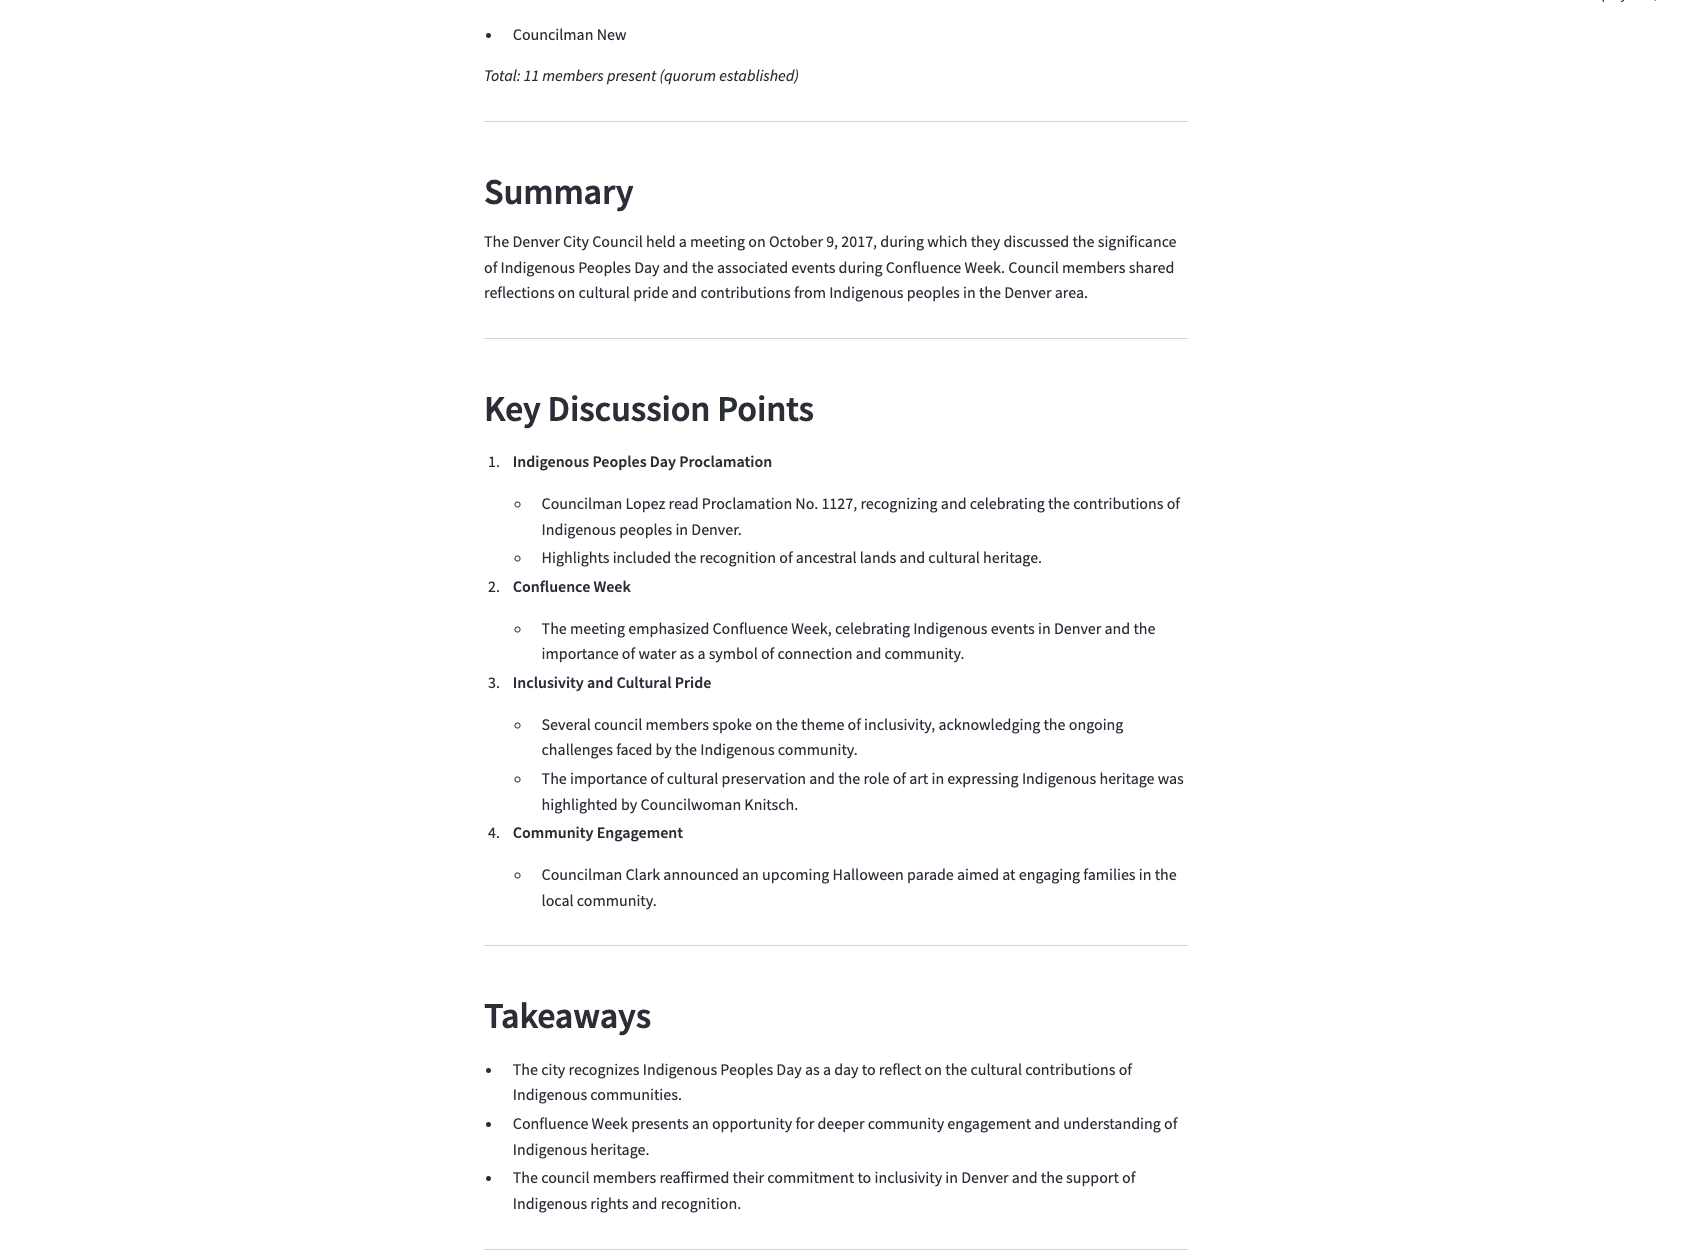 Councilman New
Total: 11 members present (quorum established)
Summary
The Denver City Council held a meeting on October 9, 2017, during which they discussed the significance
of Indigenous Peoples Day and the associated events during Confluence Week. Council members shared
reflections on cultural pride and contributions from Indigenous peoples in the Denver area.
Key Discussion Points
1. Indigenous Peoples Day Proclamation
Councilman Lopez read Proclamation No. 1127, recognizing and celebrating the contributions of
Indigenous peoples in Denver.
Highlights included the recognition of ancestral lands and cultural heritage.
2. Confluence Week
The meeting emphasized Confluence Week, celebrating Indigenous events in Denver and the
importance of water as a symbol of connection and community.
3. Inclusivity and Cultural Pride
Several council members spoke on the theme of inclusivity, acknowledging the ongoing
challenges faced by the Indigenous community.
The importance of cultural preservation and the role of art in expressing Indigenous heritage was
highlighted by Councilwoman Knitsch.
4. Community Engagement
Councilman Clark announced an upcoming Halloween parade aimed at engaging families in the
local community.
Takeaways
The city recognizes Indigenous Peoples Day as a day to reflect on the cultural contributions of
Indigenous communities.
Confluence Week presents an opportunity for deeper community engagement and understanding of
Indigenous heritage.
The council members reaffirmed their commitment to inclusivity in Denver and the support of
Indigenous rights and recognition.